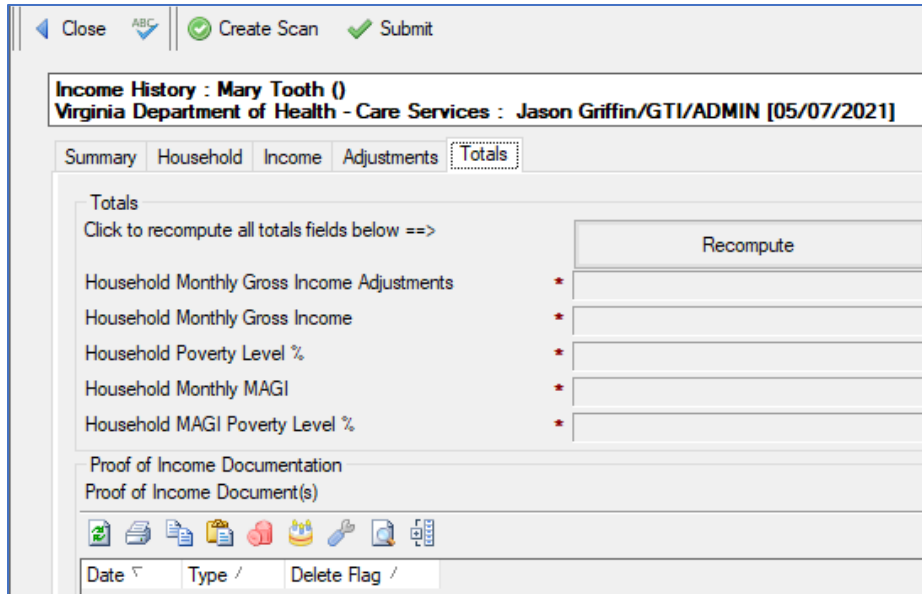 Close ABC Create Scan Submit
Income History : Mary Tooth ()
Virginia Department of Health - Care Services : Jason Griffin/GTI/ADMIN [05/07/2021]
Summary Household Income Adjustments Totals
Totals
Click to recompute all totals fields below ==> Recompute
Household Monthly Gross Income Adjustments *
Household Monthly Gross Income *
Household Poverty Level % *
Household Monthly MAGI *
Household MAGI Poverty Level % *
Proof of Income Documentation
Proof of Income Document(s)
Date Type / Delete Flag /